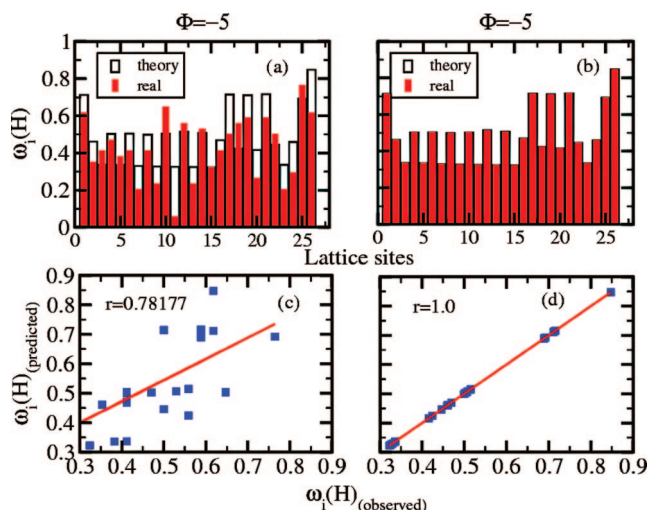 Φ=−5
Φ=−5
1
0.8
0.6
0.4
0.2
0
ω_i(H)
theory
real
(a)
theory
real
(b)
0 5 10 15 20 25
0 5 10 15 20 25
Lattice sites
0.9
0.8
0.7
0.6
0.5
0.4
0.3
ω_i(H)(predicted)
r=0.78177
(c)
r=1.0
(d)
0.3 0.4 0.5 0.6 0.7 0.8 0.9
0.3 0.4 0.5 0.6 0.7 0.8 0.9
ω_i(H)(observed)